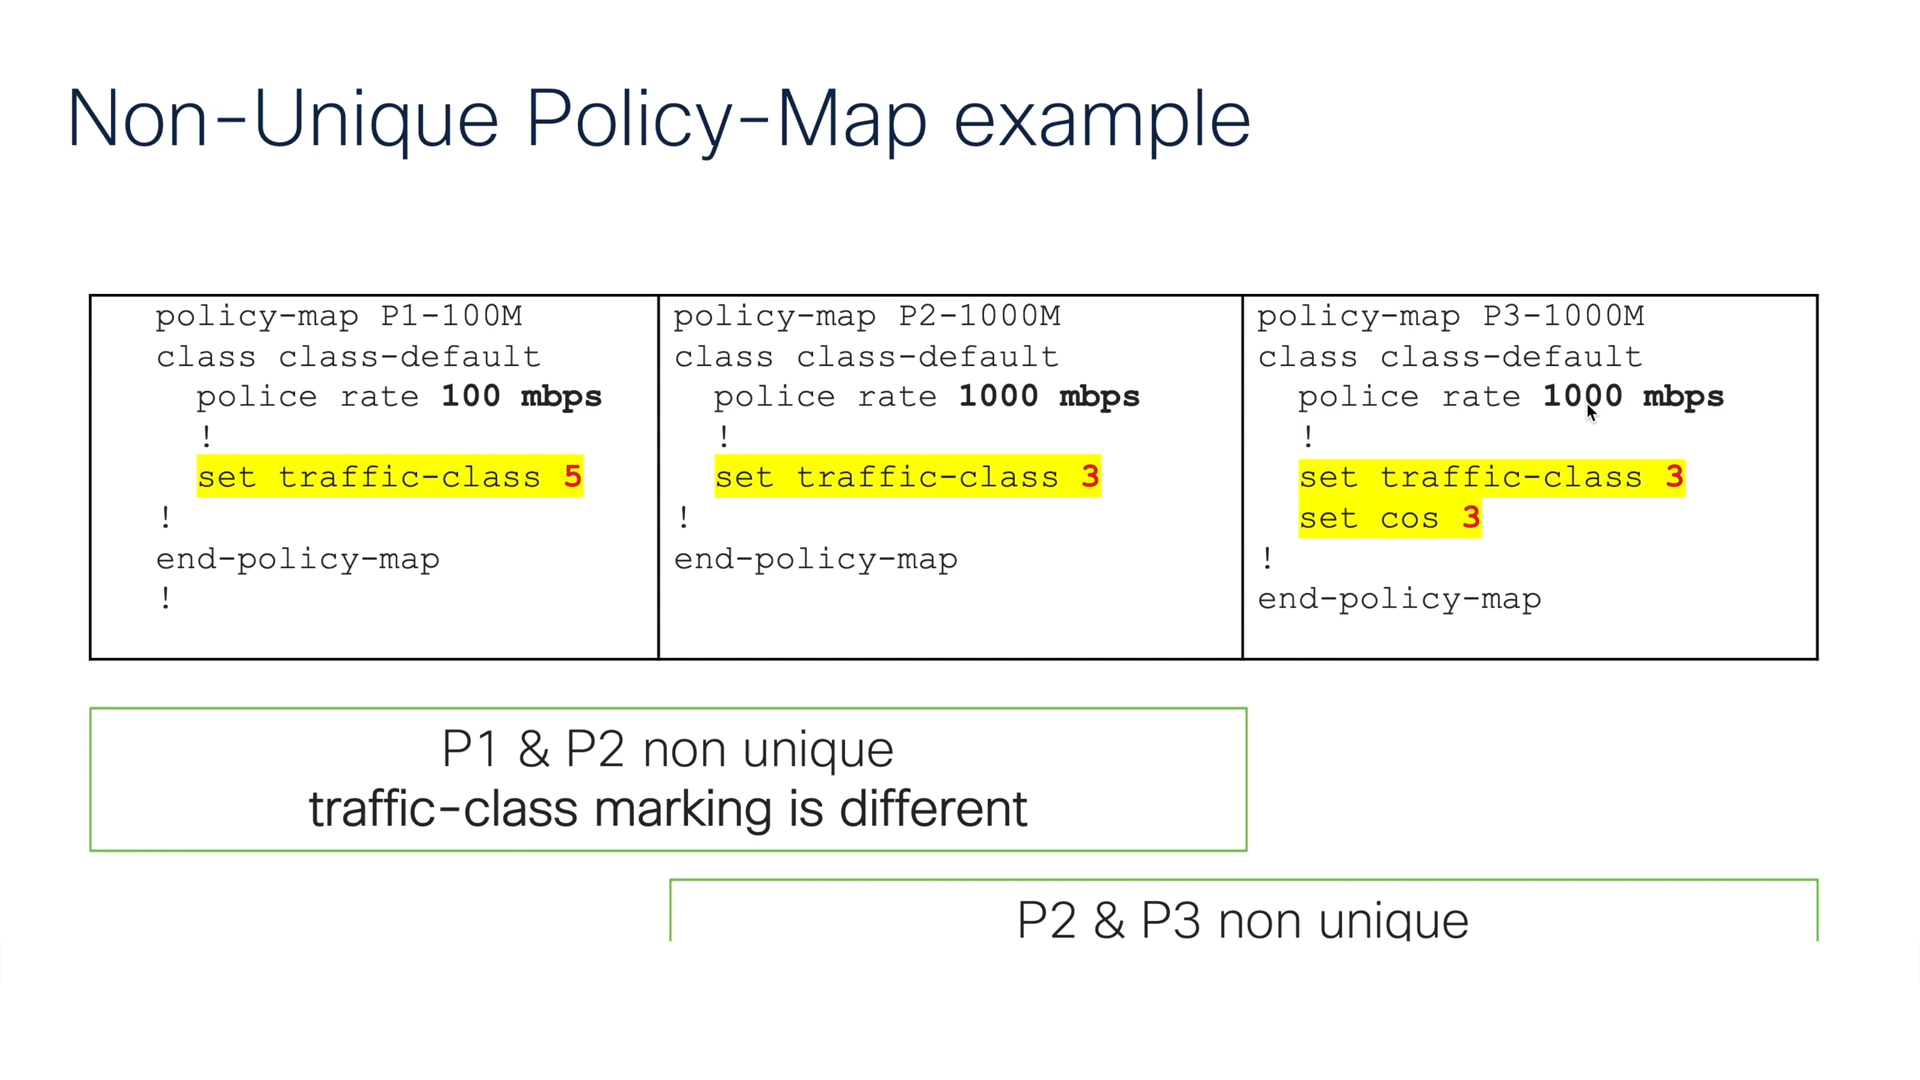 Non-Unique Policy-Map example
policy-map P1-100M
class class-default
police rate 100 mbps
!
set traffic-class 5
!
end-policy-map
!
policy-map P2-1000M
class class-default
police rate 1000 mbps
!
set traffic-class 3
!
end-policy-map
policy-map P3-1000M
class class-default
police rate 1000 mbps
!
set traffic-class 3
set cos 3
!
end-policy-map
P1 & P2 non unique
traffic-class marking is different
P2 & P3 non unique